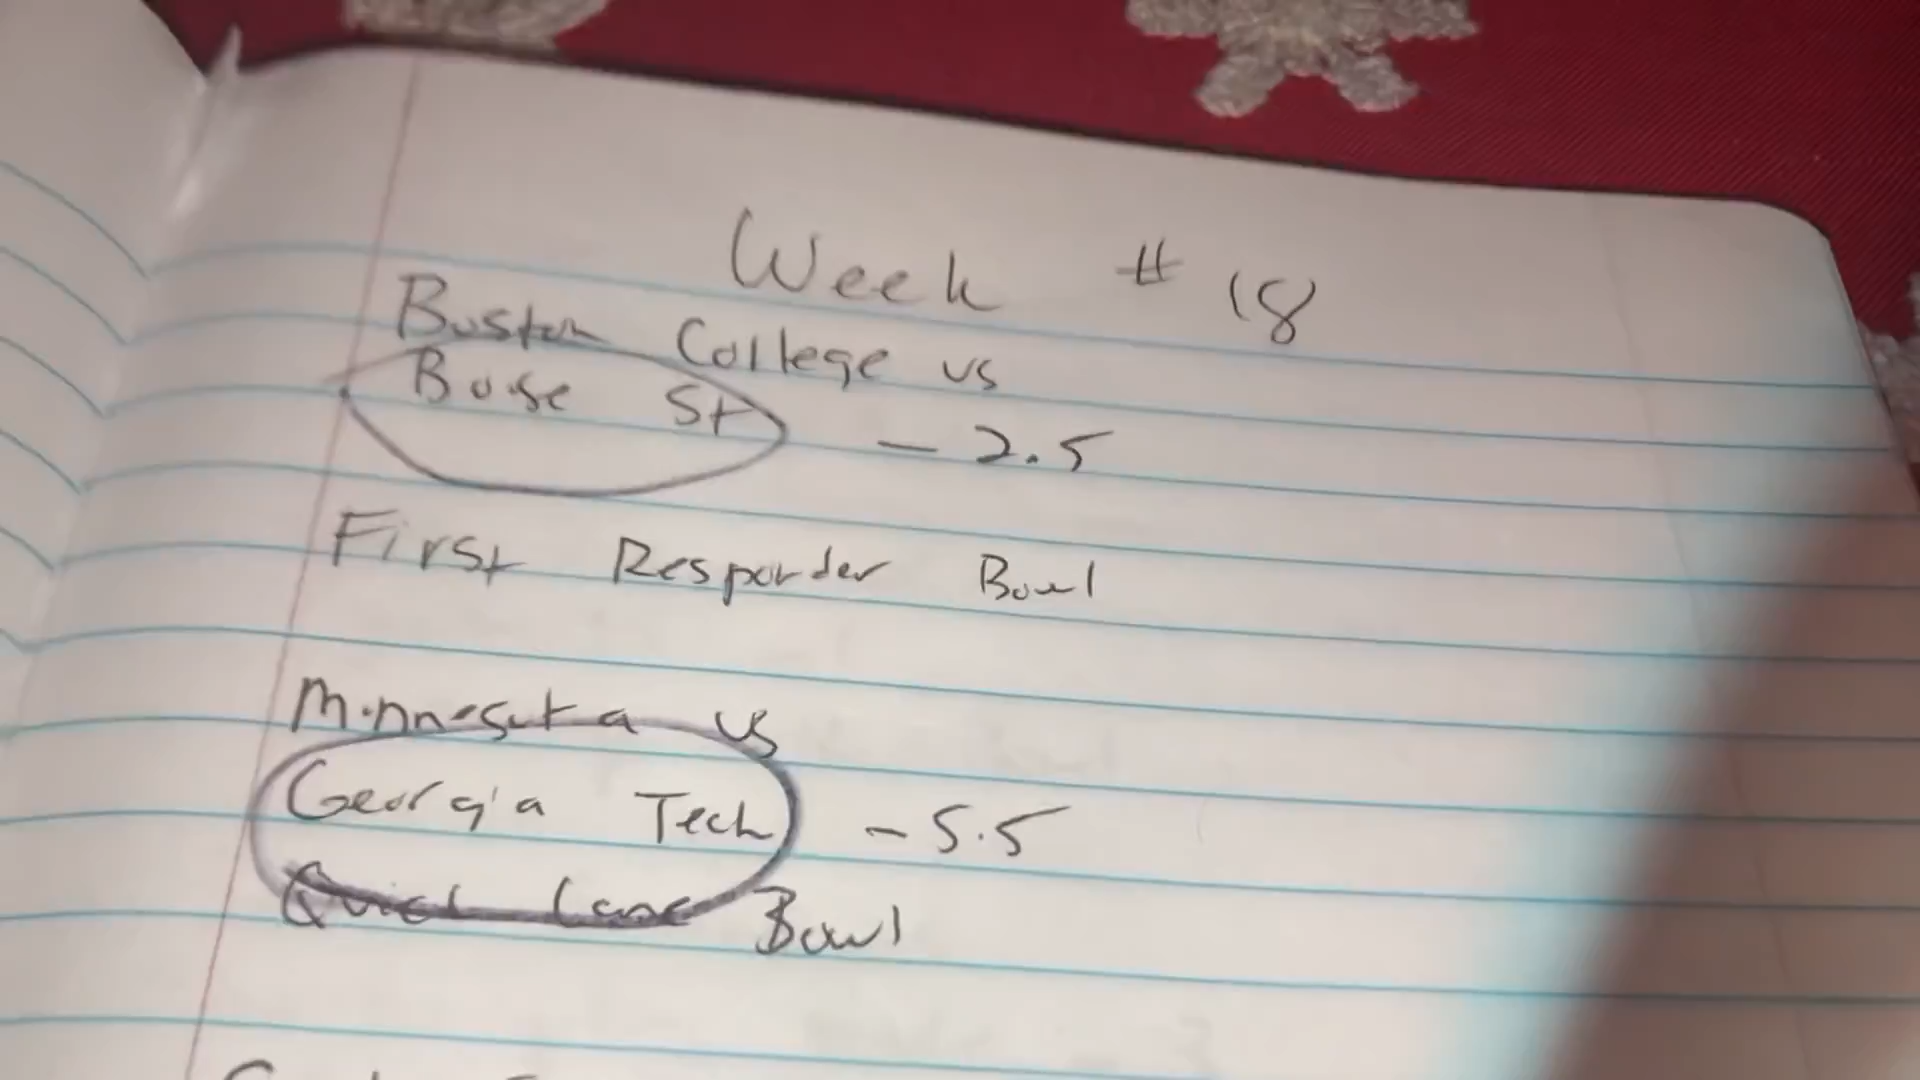 Week # 18
Boston College vs
Boise St - 2.5
First Responder Bowl
Minnesota vs
Georgia Tech - 5.5
Quick Lane Bowl